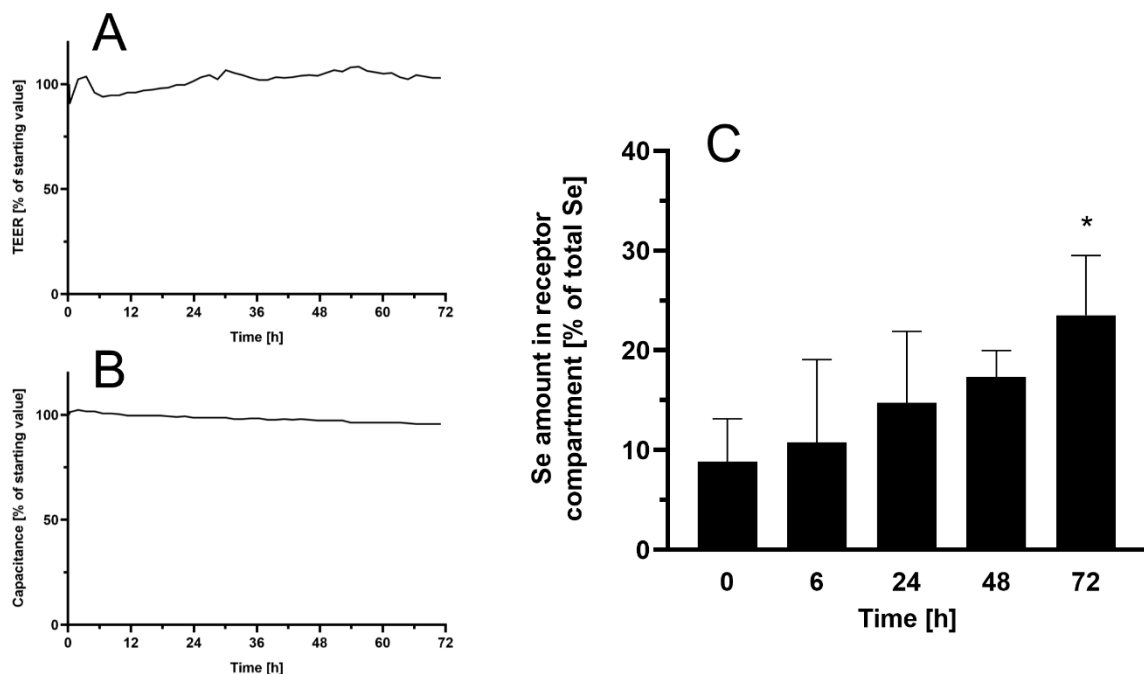 A
TEER [% of starting value]
100
50
0
0 12 24 36 48 60 72
Time [h]
B
Capacitance [% of starting value]
100
50
0
0 12 24 36 48 60 72
Time [h]
C
Se amount in receptor
compartment [% of total Se]
40
30
20
10
0
*
0 6 24 48 72
Time [h]